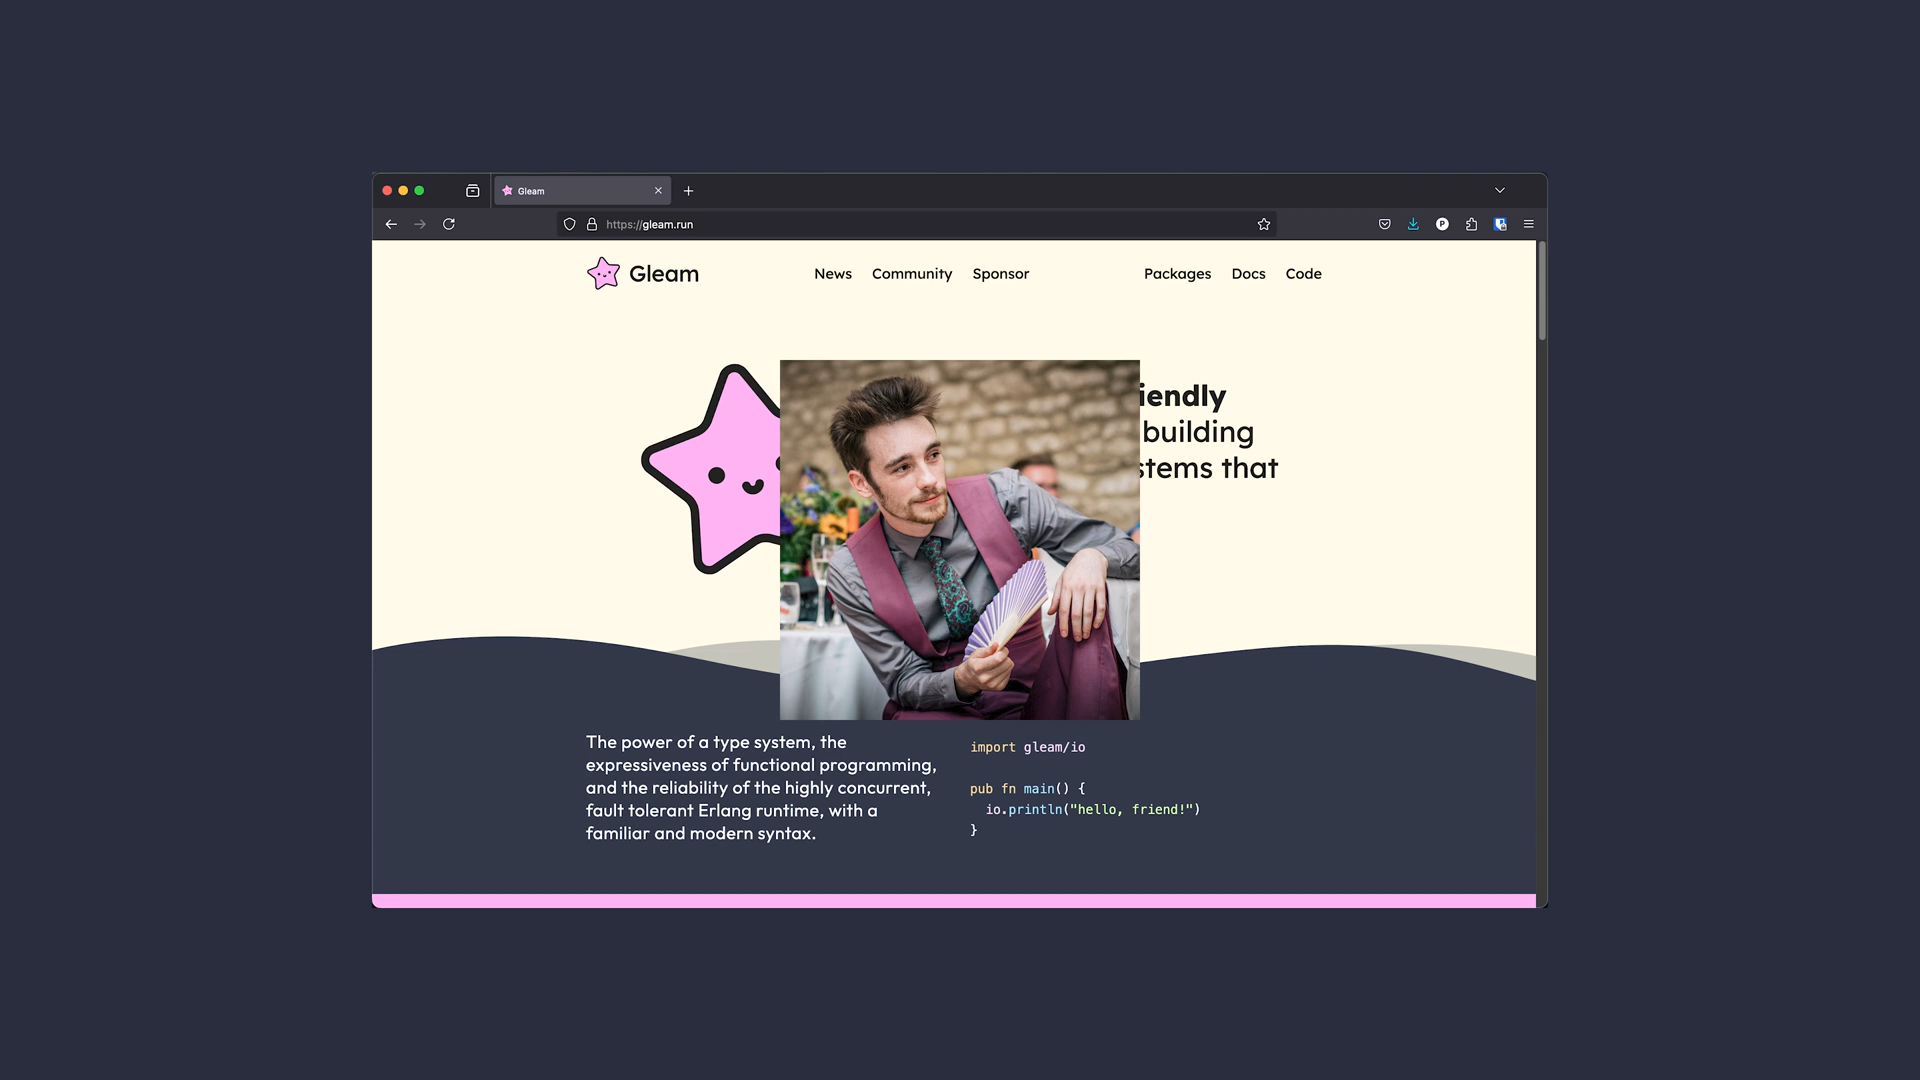 Gleam
https://gleam.run
P
Gleam
News Community Sponsor Packages Docs Code
building
that
The power of a type system, the
expressiveness of functional programming,
and the reliability of the highly concurrent,
fault tolerant Erlang runtime, with a
familiar and modern syntax.
import gleam/io
pub fn main() {
io.println("hello, friend!")
}